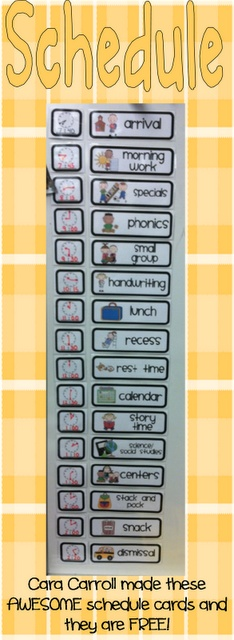 Schedule
arrival
morning
work
specials
phonics
small
group
handwriting
lunch
recess
rest time
calendar
story
time
science/
social studies
centers
stack and
pack
snack
dismissal
Cara Carroll made these
AWESOME schedule cards and
they are FREE!